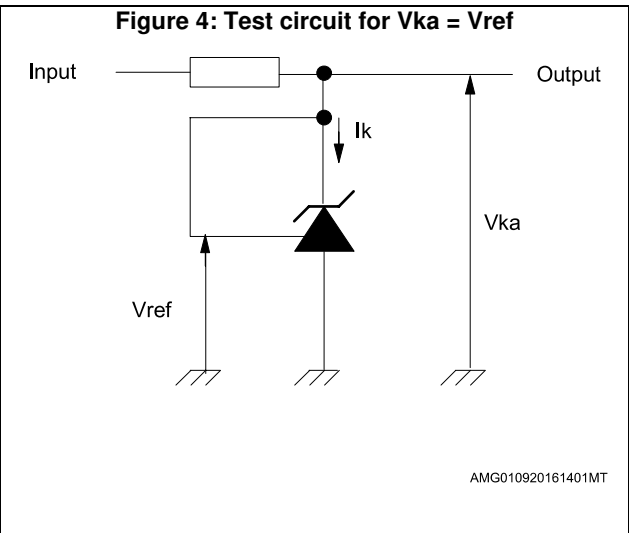 Figure 4: Test circuit for Vka = Vref
Input
Output
Ik
Vka
Vref
AMG010920161401MT